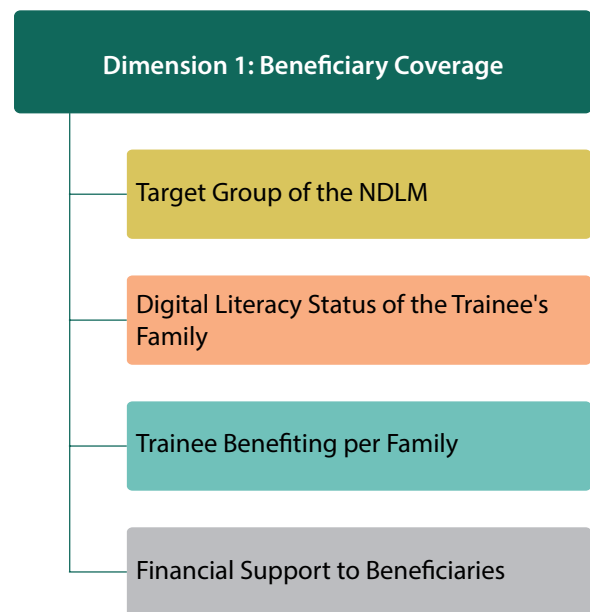 Dimension 1: Beneficiary Coverage
Target Group of the NDLM
Digital Literacy Status of the Trainee's
Family
Trainee Benefiting per Family
Financial Support to Beneficiaries